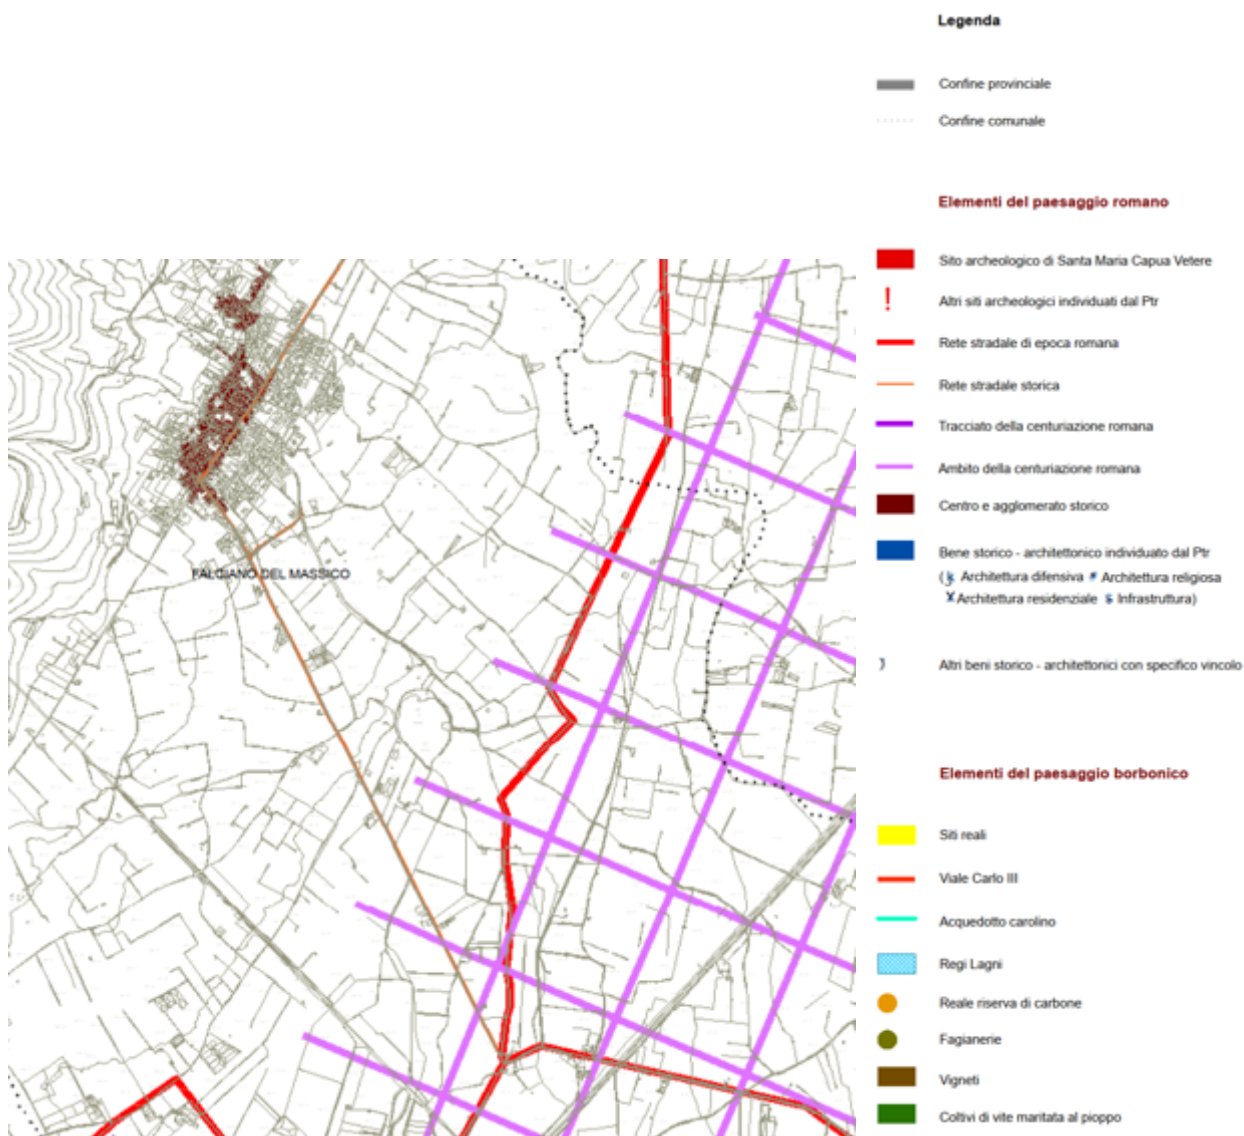 Legenda
Confine provinciale
Confine comunale
Elementi del paesaggio romano
Sito archeologico di Santa Maria Capua Vetere
Altri siti archeologici individuati dal Ptr
Rete stradale di epoca romana
Rete stradale storica
Tracciato della centuriazione romana
Ambito della centuriazione romana
Centro e agglomerato storico
Bene storico - architettonico individuato dal Ptr
( Architettura difensiva Architettura religiosa
Architettura residenziale Infrastruttura)
Altri beni storico - architettonici con specifico vincolo
Elementi del paesaggio borbonico
Siti reali
Viale Carlo III
Acquedotto carolino
Regi Lagni
Reale riserva di carbone
Fagianerie
Vigneti
Coltivi di vite maritata al pioppo
FALCIANO DEL MASSICO